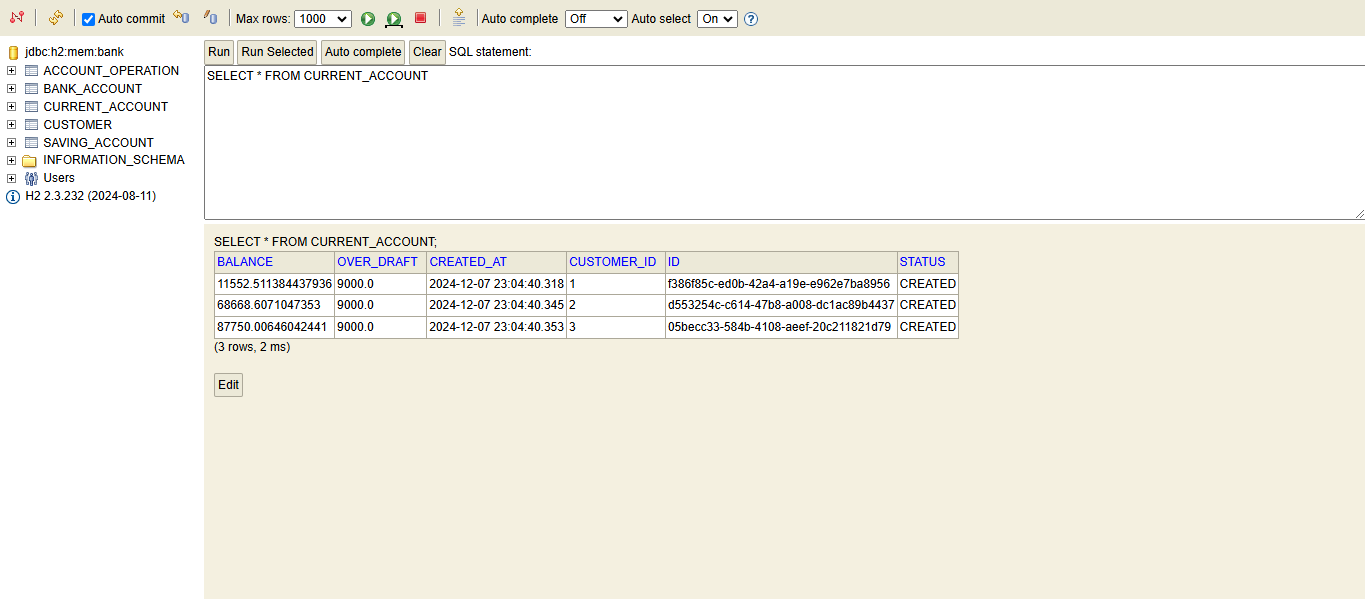 Auto commit Max rows: 1000 Auto complete Off Auto select On ?
jdbc:h2:mem:bank
ACCOUNT_OPERATION
BANK_ACCOUNT
CURRENT_ACCOUNT
CUSTOMER
SAVING_ACCOUNT
INFORMATION_SCHEMA
Users
H2 2.3.232 (2024-08-11)
Run Run Selected Auto complete Clear SQL statement:
SELECT * FROM CURRENT_ACCOUNT
SELECT * FROM CURRENT_ACCOUNT;
BALANCE OVER_DRAFT CREATED_AT CUSTOMER_ID ID STATUS
11552.511384437936 9000.0 2024-12-07 23:04:40.318 1 f386f85c-ed0b-42a4-a19e-e962e7ba8956 CREATED
68668.6071047353 9000.0 2024-12-07 23:04:40.345 2 d553254c-c614-47b8-a008-dc1ac89b4437 CREATED
87750.00646042441 9000.0 2024-12-07 23:04:40.353 3 05becc33-584b-4108-aeef-20c211821d79 CREATED
(3 rows, 2 ms)
Edit